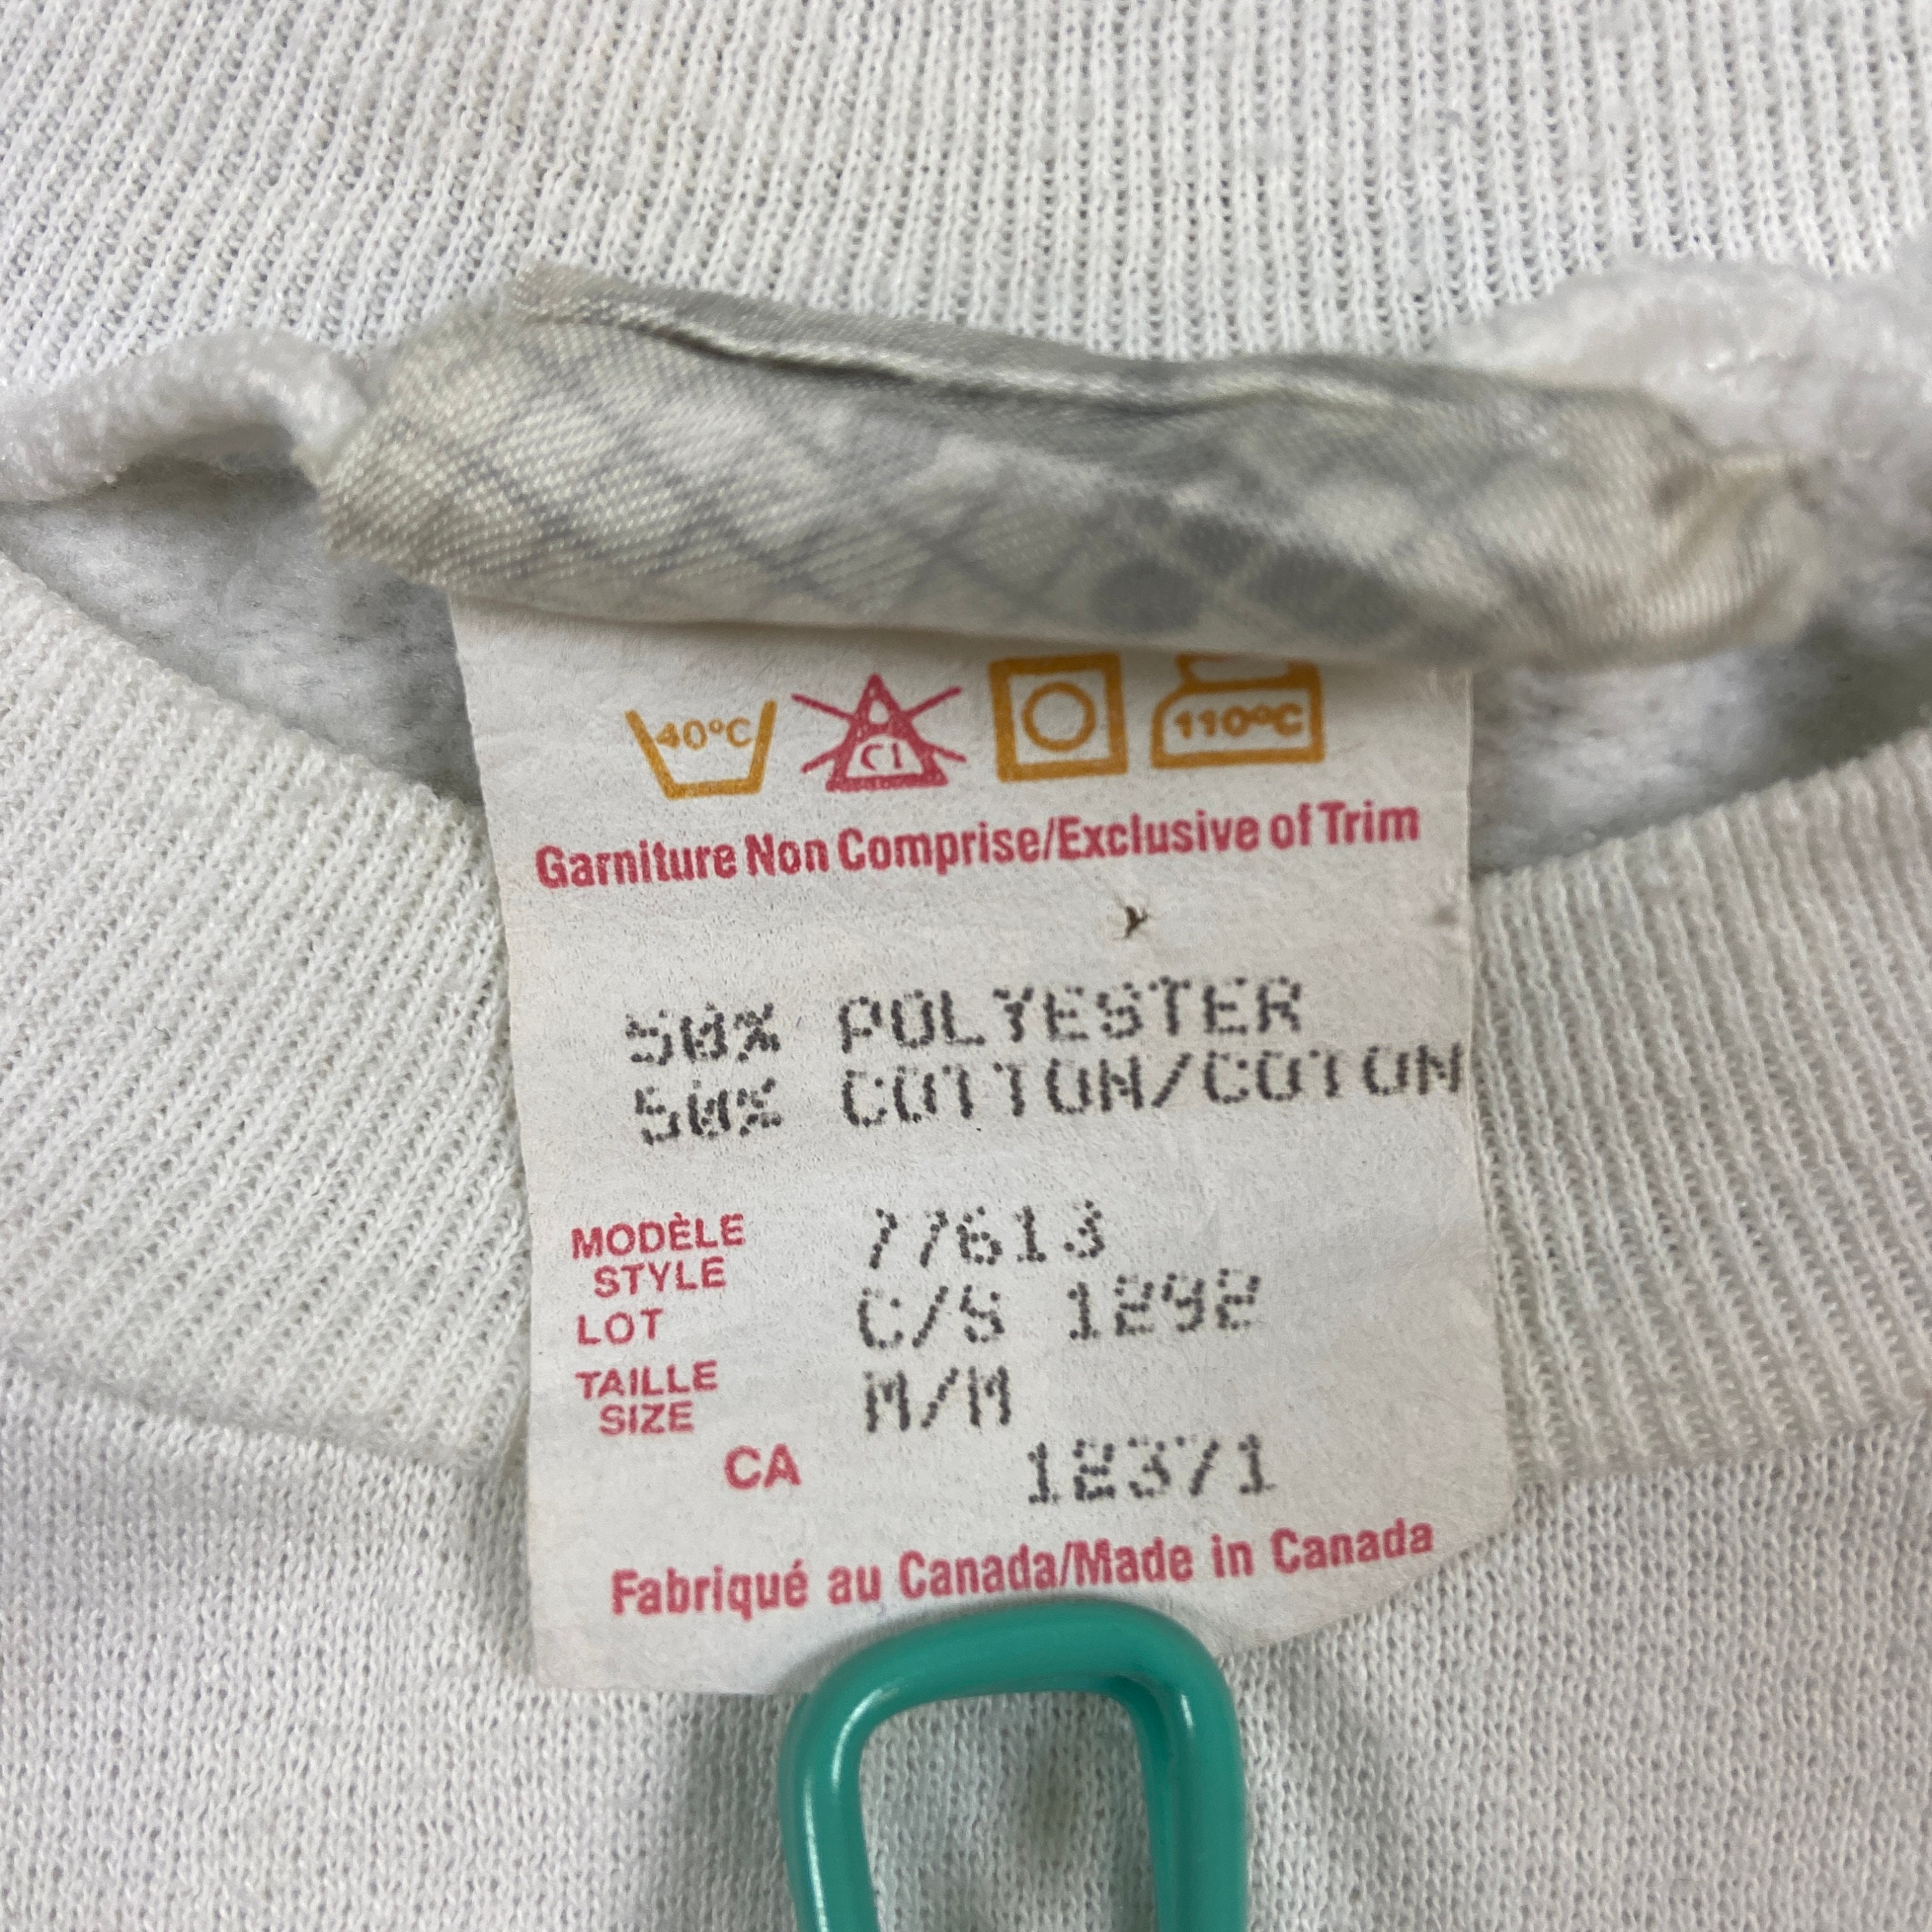 40°C Cl 110°C
Garniture Non Comprise/Exclusive of Trim
50% POLYESTER
50% COTTON/COTON
MODÈLE
STYLE 77613
LOT C/S 1292
TAILLE
SIZE M/M
CA 12371
Fabriqué au Canada/Made in Canada